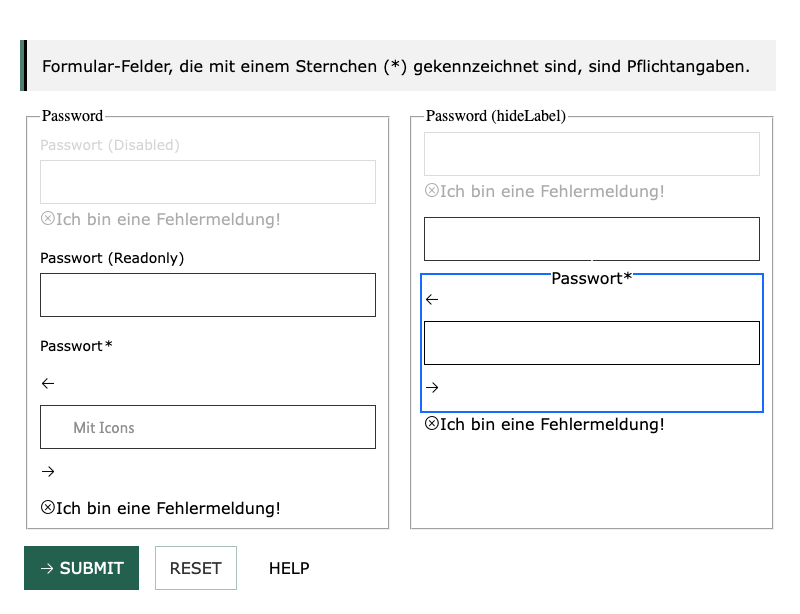 Formular-Felder, die mit einem Sternchen (*) gekennzeichnet sind, sind Pflichtangaben.
Password
Passwort (Disabled)
Ich bin eine Fehlermeldung!
Passwort (Readonly)
Passwort*
←
Mit Icons
→
Ich bin eine Fehlermeldung!
Password (hideLabel)
Ich bin eine Fehlermeldung!
Passwort*
←
→
Ich bin eine Fehlermeldung!
→ SUBMIT
RESET
HELP